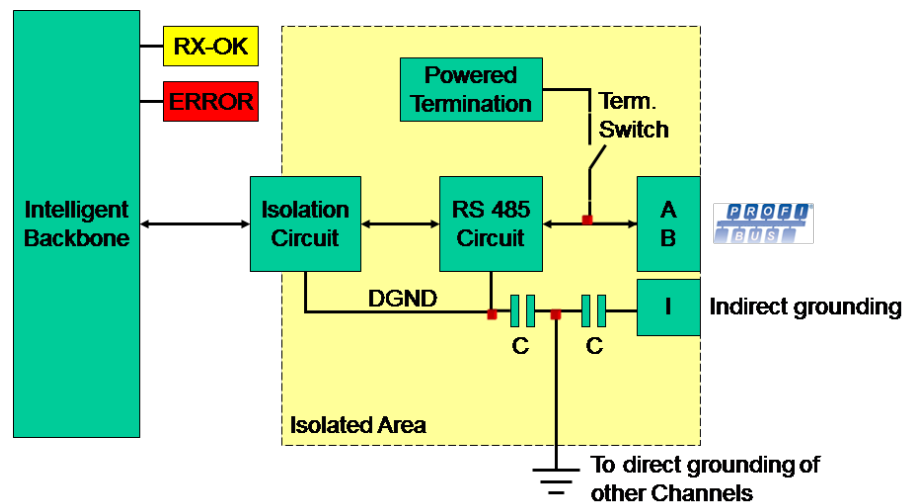 RX-OK
ERROR
Powered
Termination
Term.
Switch
Intelligent
Backbone
Isolation
Circuit
RS 485
Circuit
A
B
PROFI
BUS
DGND
I
Indirect grounding
C
C
Isolated Area
To direct grounding of
other Channels